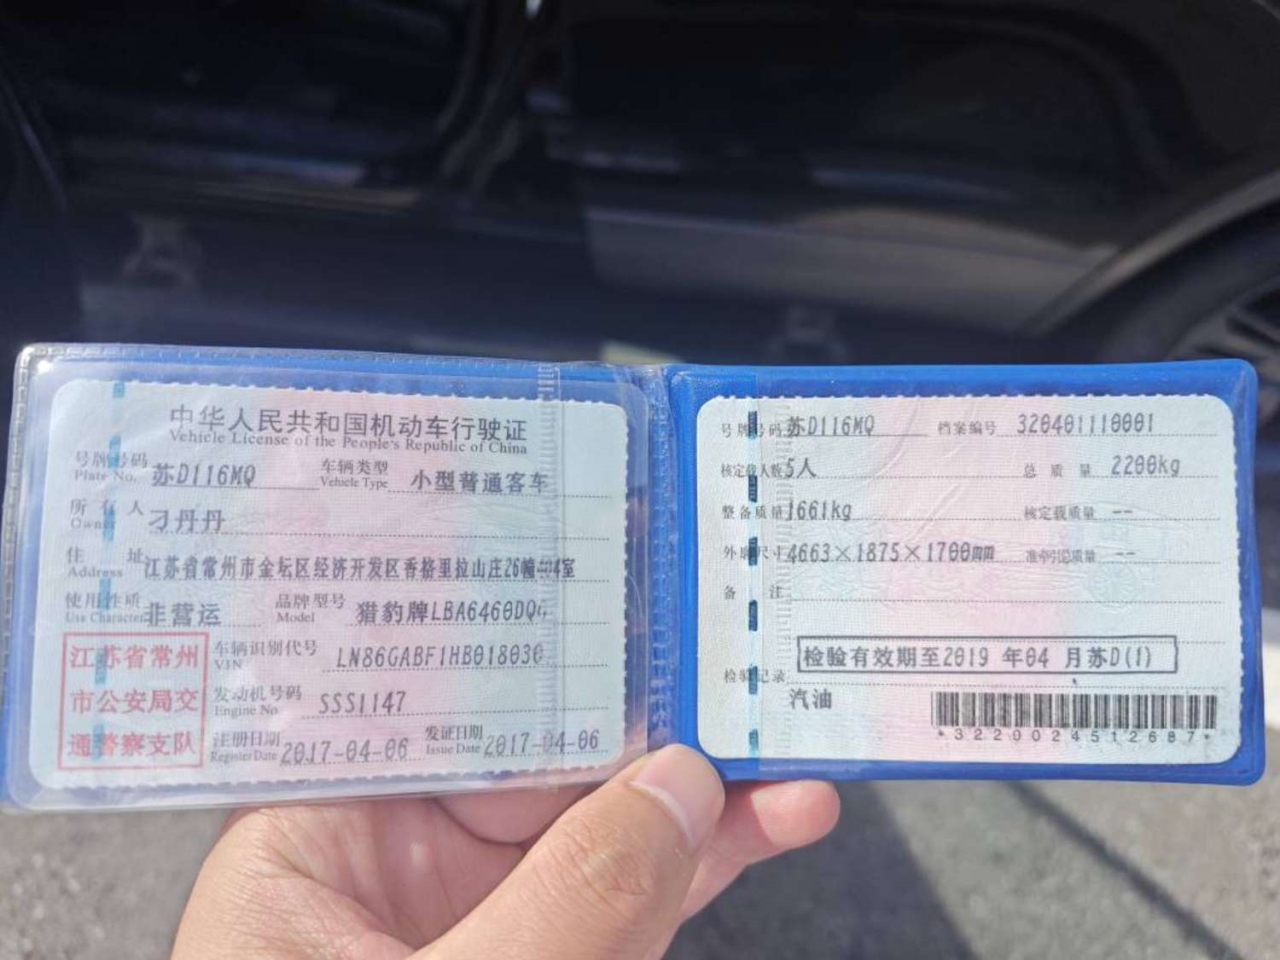 中华人民共和国机动车行驶证
Vehicle License of the People's Republic of China
号牌号码 苏D116MQ 车辆类型 小型普通客车
Plate No. Vehicle Type
所有人 刁丹丹
Owner
住址 江苏省常州市金坛区经济开发区香格里拉山庄26幢 室
Address
使用性质 非营运 品牌型号 猎豹牌LBA6460DQ
Use Character Model
江苏省常州
市公安局交
通警察支队
车辆识别代号 LN86GABF1HB018030
VIN
发动机号码 SSS1147
Engine No.
注册日期 2017-04-06 发证日期 2017-04-06
Register Date Issue Date
号牌号码 苏D116MQ 档案编号 320401110001
核定载人数 5人 总质量 2200kg
整备质量 1661kg 核定载质量 --
外廓尺寸 4663×1875×1700mm 准牵引总质量 --
备注
检验有效期至2019 年04 月苏D(1)
检验记录
汽油
*3220024512687*